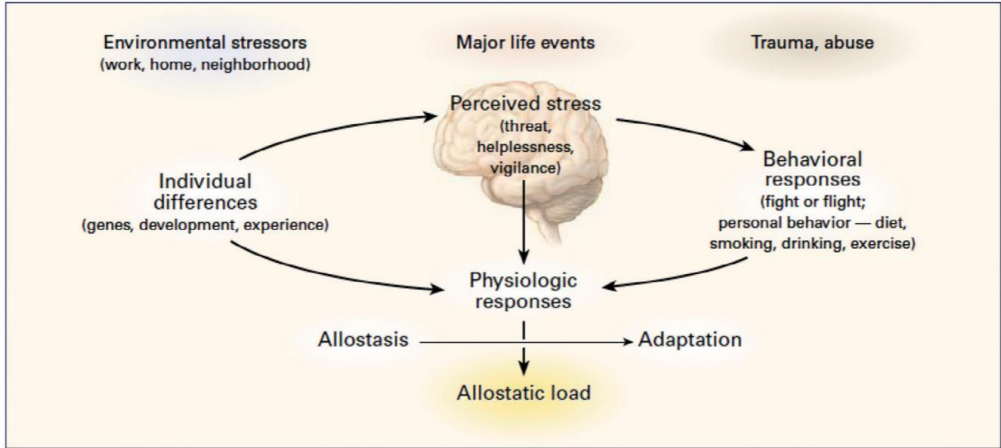 Environmental stressors
(work, home, neighborhood)
Major life events
Trauma, abuse
Perceived stress
(threat,
helplessness,
vigilance)
Individual
differences
(genes, development, experience)
Behavioral
responses
(fight or flight;
personal behavior — diet,
smoking, drinking, exercise)
Physiologic
responses
Allostasis
Adaptation
Allostatic load